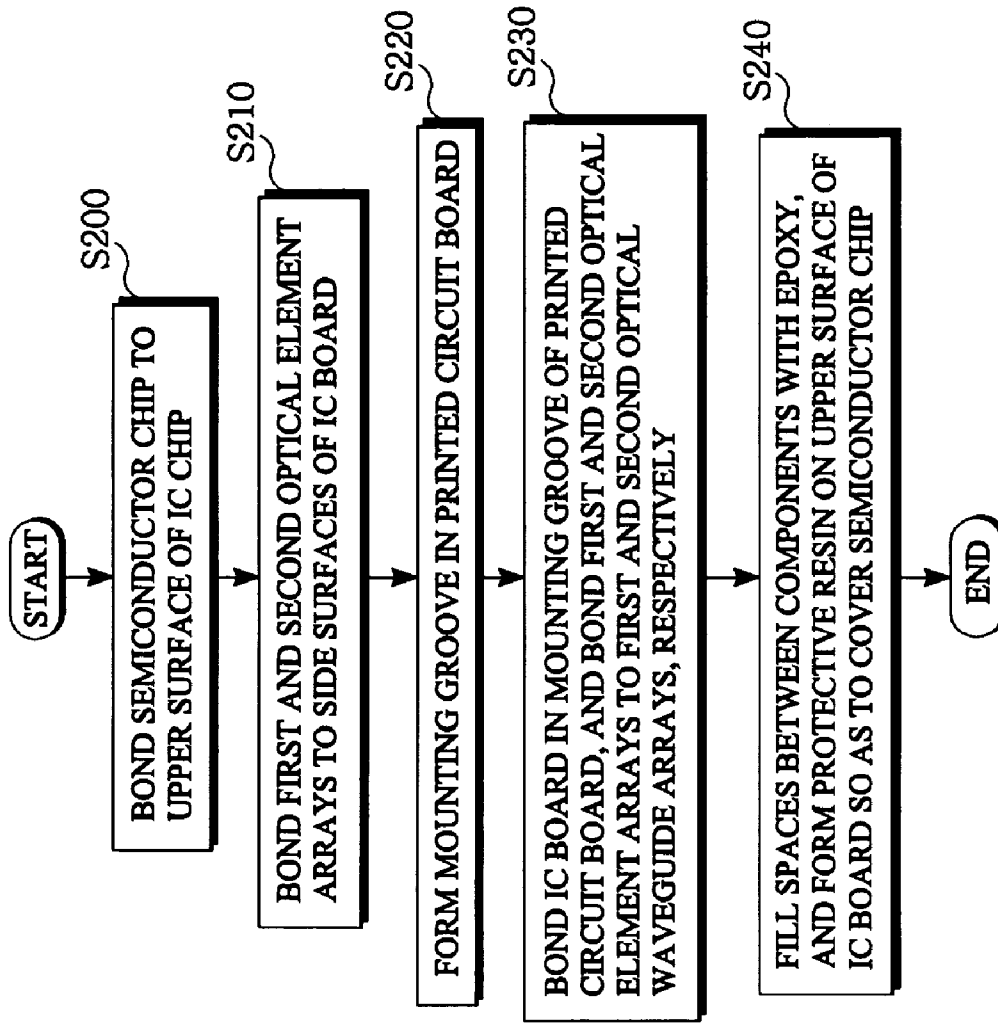 START
S200
BOND SEMICONDUCTOR CHIP TO
UPPER SURFACE OF IC CHIP
S210
BOND FIRST AND SECOND OPTICAL ELEMENT
ARRAYS TO SIDE SURFACES OF IC BOARD
S220
FORM MOUNTING GROOVE IN PRINTED CIRCUIT BOARD
S230
BOND IC BOARD IN MOUNTING GROOVE OF PRINTED
CIRCUIT BOARD, AND BOND FIRST AND SECOND OPTICAL
ELEMENT ARRAYS TO FIRST AND SECOND OPTICAL
WAVEGUIDE ARRAYS, RESPECTIVELY
S240
FILL SPACES BETWEEN COMPONENTS WITH EPOXY,
AND FORM PROTECTIVE RESIN ON UPPER SURFACE OF
IC BOARD SO AS TO COVER SEMICONDUCTOR CHIP
END